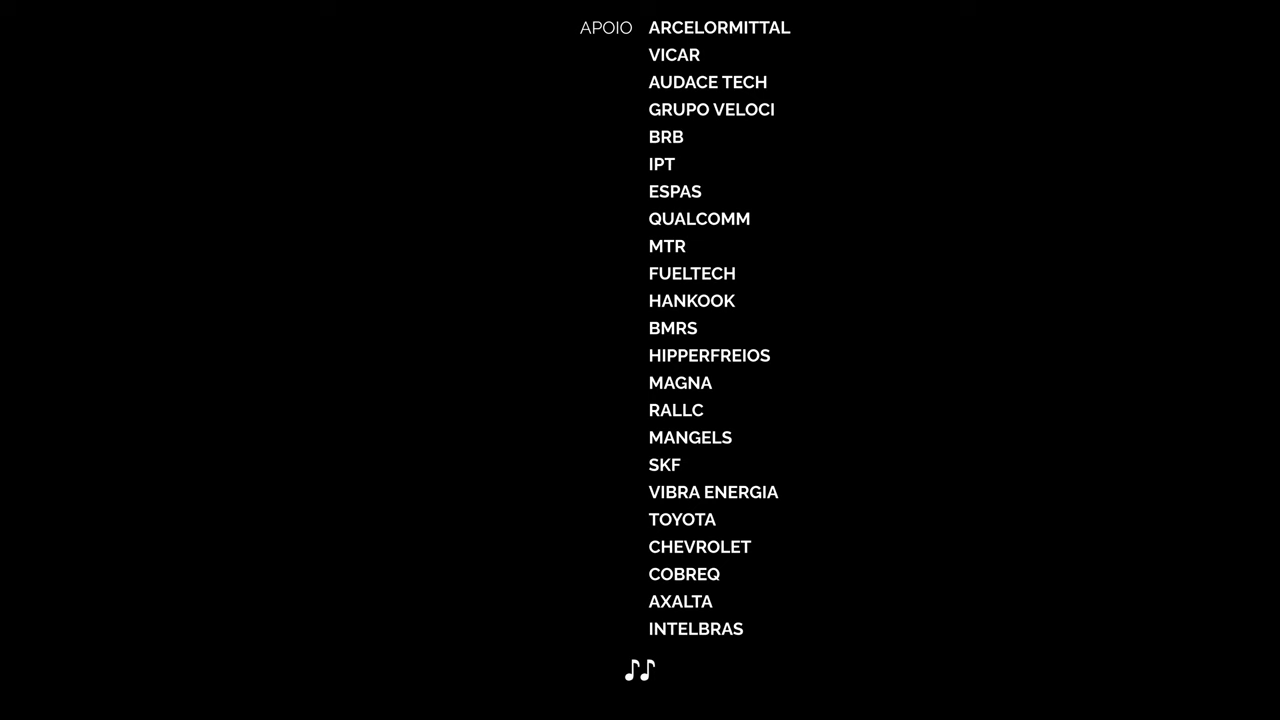 APOIO ARCELORMITTAL
VICAR
AUDACE TECH
GRUPO VELOCI
BRB
IPT
ESPAS
QUALCOMM
MTR
FUELTECH
HANKOOK
BMRS
HIPPERFREIOS
MAGNA
RALLC
MANGELS
SKF
VIBRA ENERGIA
TOYOTA
CHEVROLET
COBREQ
AXALTA
INTELBRAS
♪♪